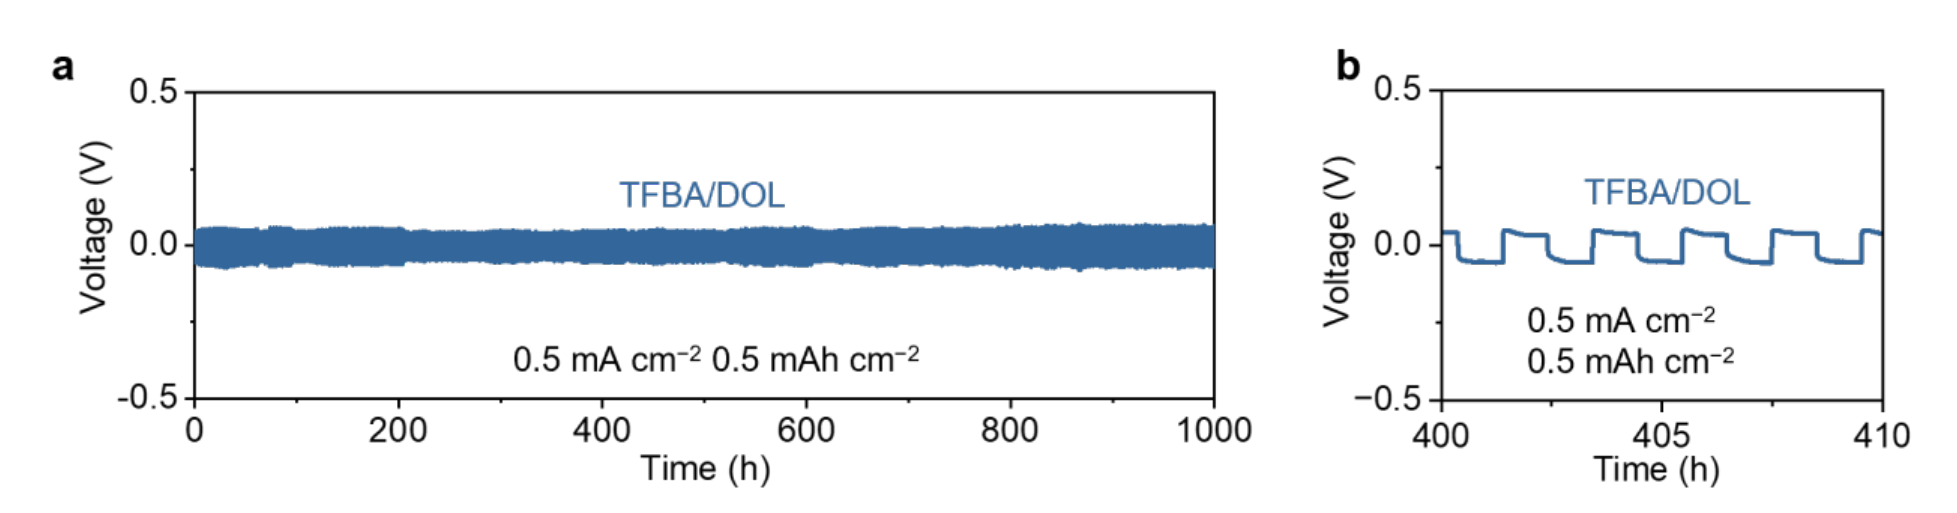 a
0.5
0.0
-0.5
Voltage (V)
TFBA/DOL
0.5 mA cm⁻² 0.5 mAh cm⁻²
0 200 400 600 800 1000
Time (h)
b
0.5
0.0
−0.5
Voltage (V)
TFBA/DOL
0.5 mA cm⁻²
0.5 mAh cm⁻²
400 405 410
Time (h)